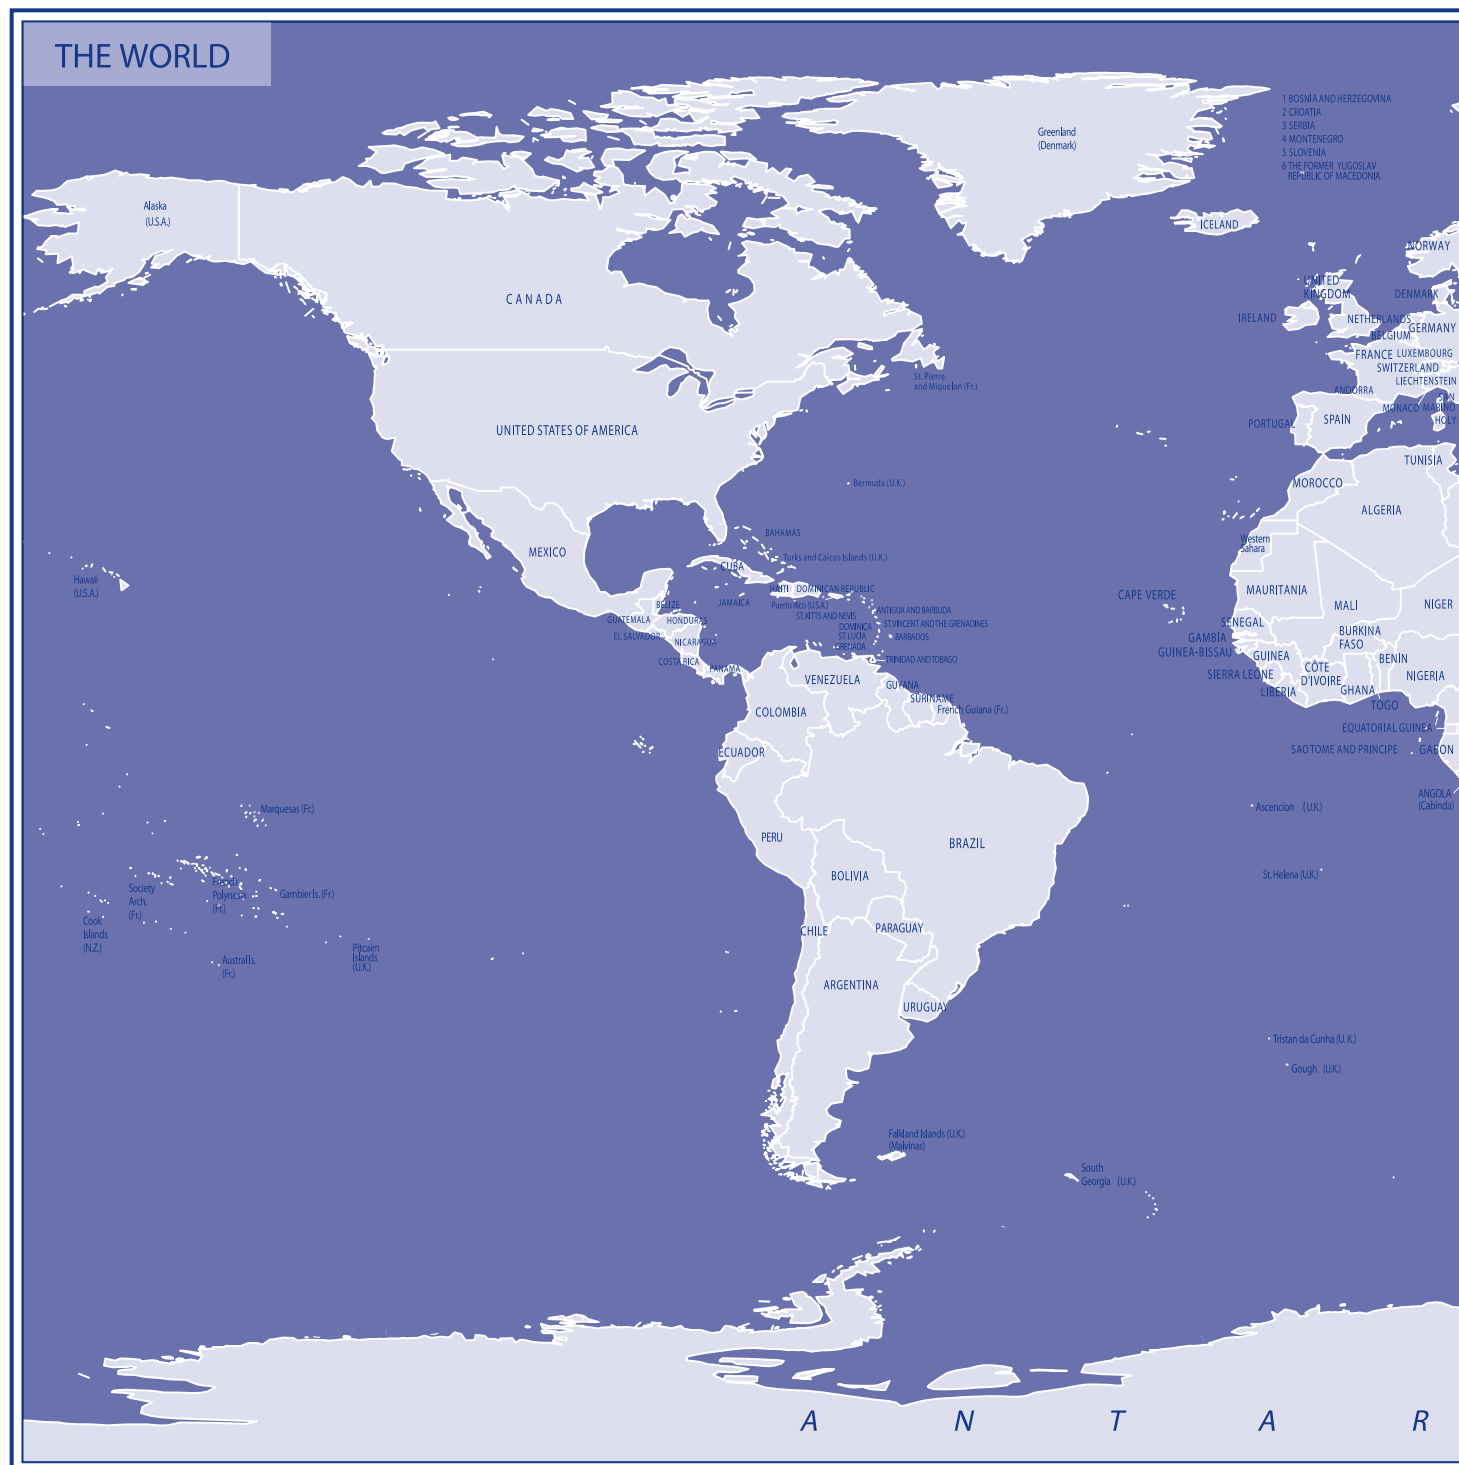 THE WORLD
1 BOSNIA AND HERZEGOVINA
2 CROATIA
3 SERBIA
4 MONTENEGRO
5 SLOVENIA
6 THE FORMER YUGOSLAV
REPUBLIC OF MACEDONIA
Greenland
(Denmark)
Alaska
(U.S.A.)
ICELAND
NORWAY
UNITED
KINGDOM
DENMARK
CANADA
IRELAND
NETHERLANDS
BELGIUM
GERMANY
FRANCE
LUXEMBOURG
SWITZERLAND
LIECHTENSTEIN
St. Pierre
and Miquelon (Fr.)
ANDORRA
SAN
MARINO
MONACO
HOLY
PORTUGAL
SPAIN
UNITED STATES OF AMERICA
TUNISIA
MOROCCO
Bermuda (U.K.)
ALGERIA
BAHAMAS
Western
Sahara
MEXICO
Turks and Caicos Islands (U.K.)
CUBA
Hawaii
(U.S.A.)
HAITI
DOMINICAN REPUBLIC
MAURITANIA
CAPE VERDE
BELIZE
JAMAICA
Puerto Rico (U.S.A.)
MALI
NIGER
ANTIGUA AND BARBUDA
ST. KITTS AND NEVIS
GUATEMALA
HONDURAS
ST.VINCENT AND THE GRENADINES
SENEGAL
DOMINICA
BURKINA
FASO
EL SALVADOR
ST. LUCIA
BARBADOS
GAMBIA
NICARAGUA
GRENADA
GUINEA-BISSAU
GUINEA
BENIN
COSTA RICA
TRINIDAD AND TOBAGO
PANAMA
SIERRA LEONE
CÔTE
D'IVOIRE
VENEZUELA
NIGERIA
GUYANA
LIBERIA
GHANA
SURINAME
TOGO
French Guiana (Fr.)
COLOMBIA
EQUATORIAL GUINEA
ECUADOR
SAO TOME AND PRINCIPE
GABON
ANGOLA
(Cabinda)
Marquesas (Fr.)
Ascencion (U.K.)
PERU
BRAZIL
BOLIVIA
St. Helena (U.K.)
Society
Arch.
(Fr.)
French
Polynesia
(Fr.)
Gambier Is. (Fr.)
Cook
Islands
(N.Z.)
CHILE
PARAGUAY
Pitcairn
Islands
(U.K.)
Austral Is.
(Fr.)
ARGENTINA
URUGUAY
Tristan da Cunha (U.K.)
Gough (U.K.)
Falkland Islands (U.K.)
(Malvinas)
South
Georgia (U.K.)
A N T A R